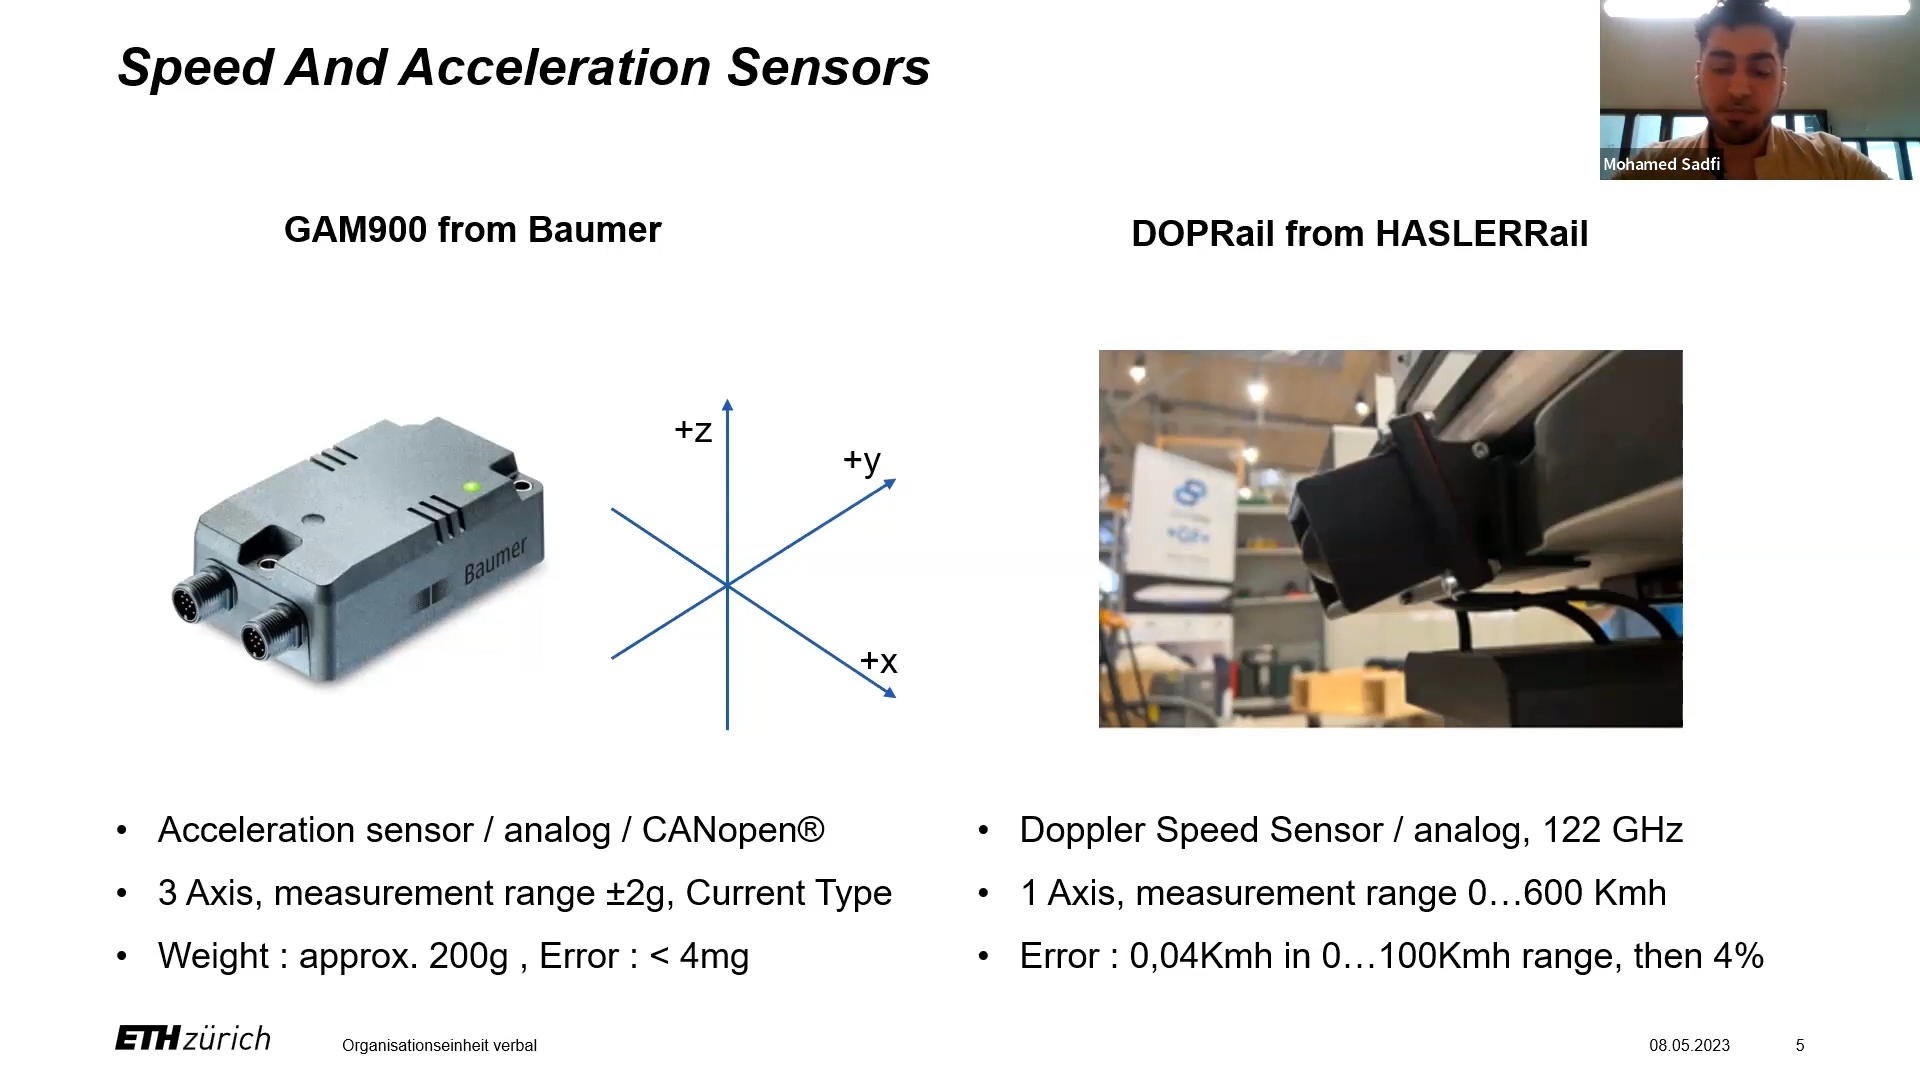 Speed And Acceleration Sensors
Mohamed Sadfi
GAM900 from Baumer
DOPRail from HASLERRail
+z
+y
+x
Baumer
• Acceleration sensor / analog / CANopen®
• 3 Axis, measurement range ±2g, Current Type
• Weight : approx. 200g , Error : < 4mg
• Doppler Speed Sensor / analog, 122 GHz
• 1 Axis, measurement range 0…600 Kmh
• Error : 0,04Kmh in 0…100Kmh range, then 4%
ETH zürich
Organisationseinheit verbal
08.05.2023
5